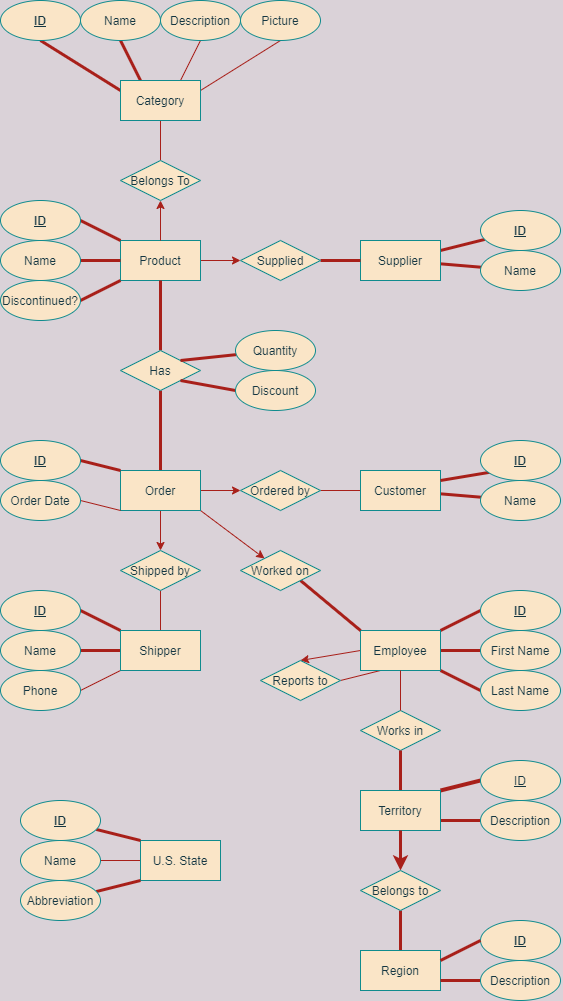 ID
Name
Description
Picture
Category
Belongs To
ID
Name
Discontinued?
Product
Supplied
Supplier
ID
Name
Has
Quantity
Discount
ID
Order Date
Order
Ordered by
Customer
ID
Name
Shipped by
Worked on
ID
Name
Phone
Shipper
Employee
ID
First Name
Last Name
Reports to
Works in
Territory
ID
Description
ID
Name
Abbreviation
U.S. State
Belongs to
Region
ID
Description